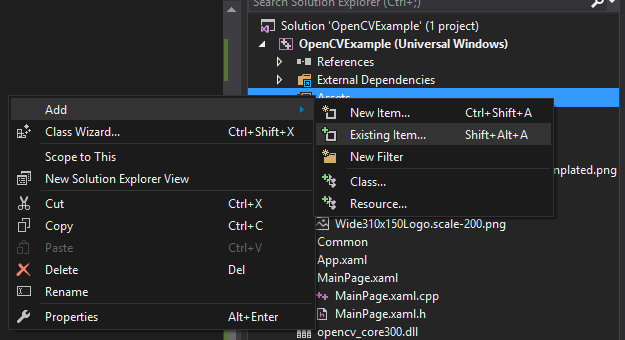 Search Solution Explorer (Ctrl+;)
Solution 'OpenCVExample' (1 project)
OpenCVExample (Universal Windows)
References
External Dependencies
Assets
Add
Class Wizard... Ctrl+Shift+X
Scope to This
New Solution Explorer View
Cut Ctrl+X
Copy Ctrl+C
Paste Ctrl+V
Delete Del
Rename
Properties Alt+Enter
New Item... Ctrl+Shift+A
Existing Item... Shift+Alt+A
New Filter
Class...
Resource...
mplated.png
Wide310x150Logo.scale-200.png
Common
App.xaml
MainPage.xaml
MainPage.xaml.cpp
MainPage.xaml.h
opencv_core300.dll